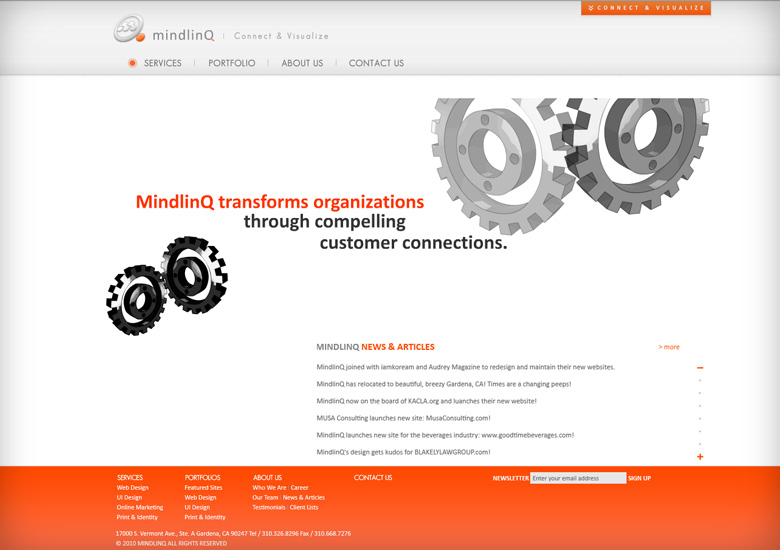 CONNECT & VISUALIZE
mindlinQ | Connect & Visualize
SERVICES | PORTFOLIO | ABOUT US | CONTACT US
MindlinQ transforms organizations
through compelling
customer connections.
MINDLINQ NEWS & ARTICLES > more
MindlinQ joined with iamkoream and Audrey Magazine to redesign and maintain their new websites.
MindlinQ has relocated to beautiful, breezy Gardena, CA! Times are a changing peeps!
MindlinQ now on the board of KACLA.org and luanches their new website!
MUSA Consulting launches new site: MusaConsulting.com!
MindlinQ launches new site for the beverages industry: www.goodtimebeverages.com!
MindlinQ's design gets kudos for BLAKELYLAWGROUP.com!
SERVICES PORTFOLIOS ABOUT US CONTACT US NEWSLETTER Enter your email address SIGN UP
Web Design Featured Sites Who We Are | Career
UI Design Web Design Our Team | News & Articles
Online Marketing UI Design Testimonials | Client Lists
Print & Identity Print & Identity
17000 S. Vermont Ave., Ste. A Gardena, CA 90247 Tel / 310.326.8296 Fax / 310.668.7276
© 2010 MINDLINQ ALL RIGHTS RESERVED